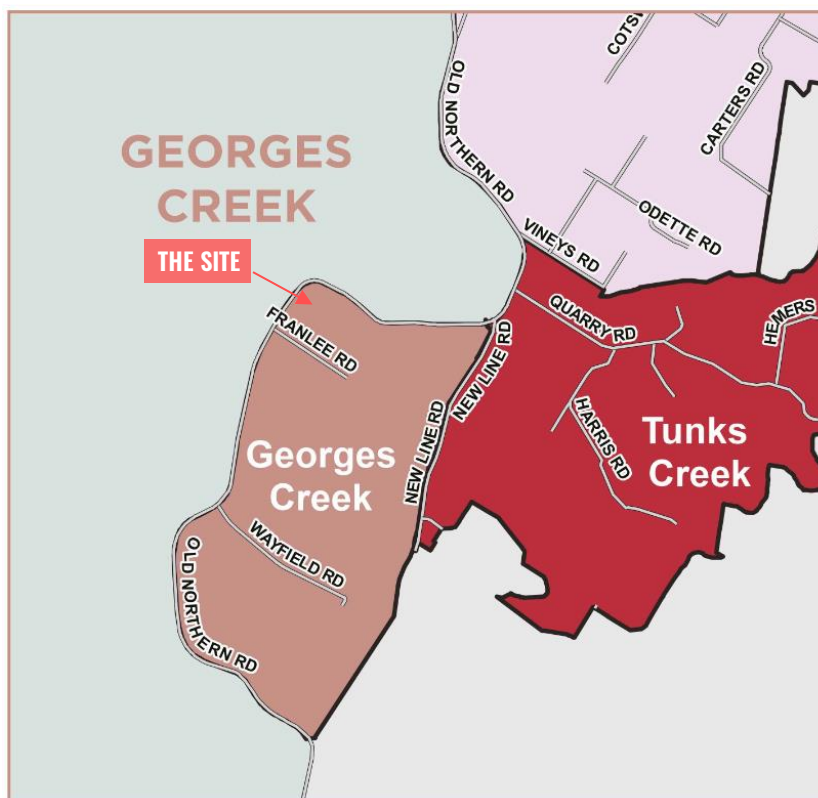 COTSW
OLD NORTHERN RD
CARTERS RD
GEORGES
CREEK
ODETTE RD
VINEYS RD
THE SITE
QUARRY RD
HEMERS
FRANLEE RD
NEW LINE RD
HARRIS RD
NEW LINE RD
Tunks
Creek
Georges
Creek
WAYFIELD RD
OLD NORTHERN RD